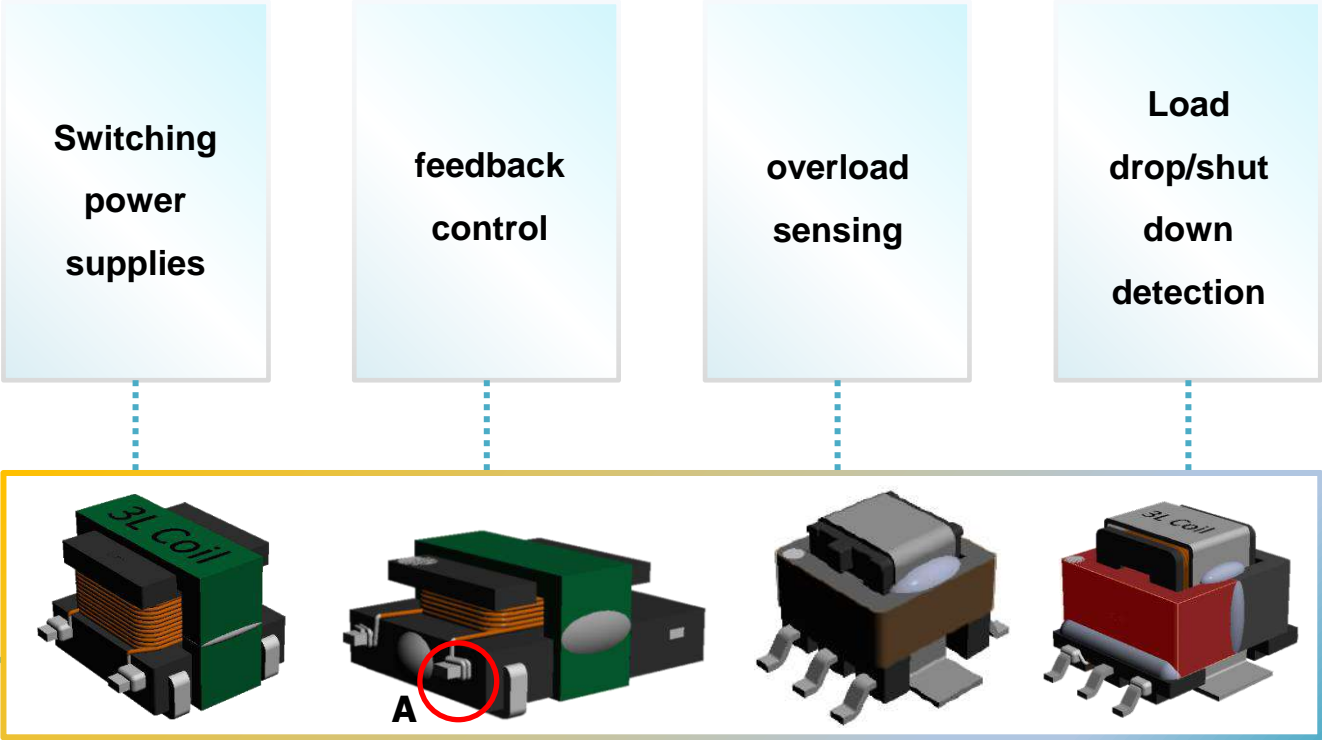 Switching
power
supplies
feedback
control
overload
sensing
Load
drop/shut
down
detection
3L Coil
3L Coil
A